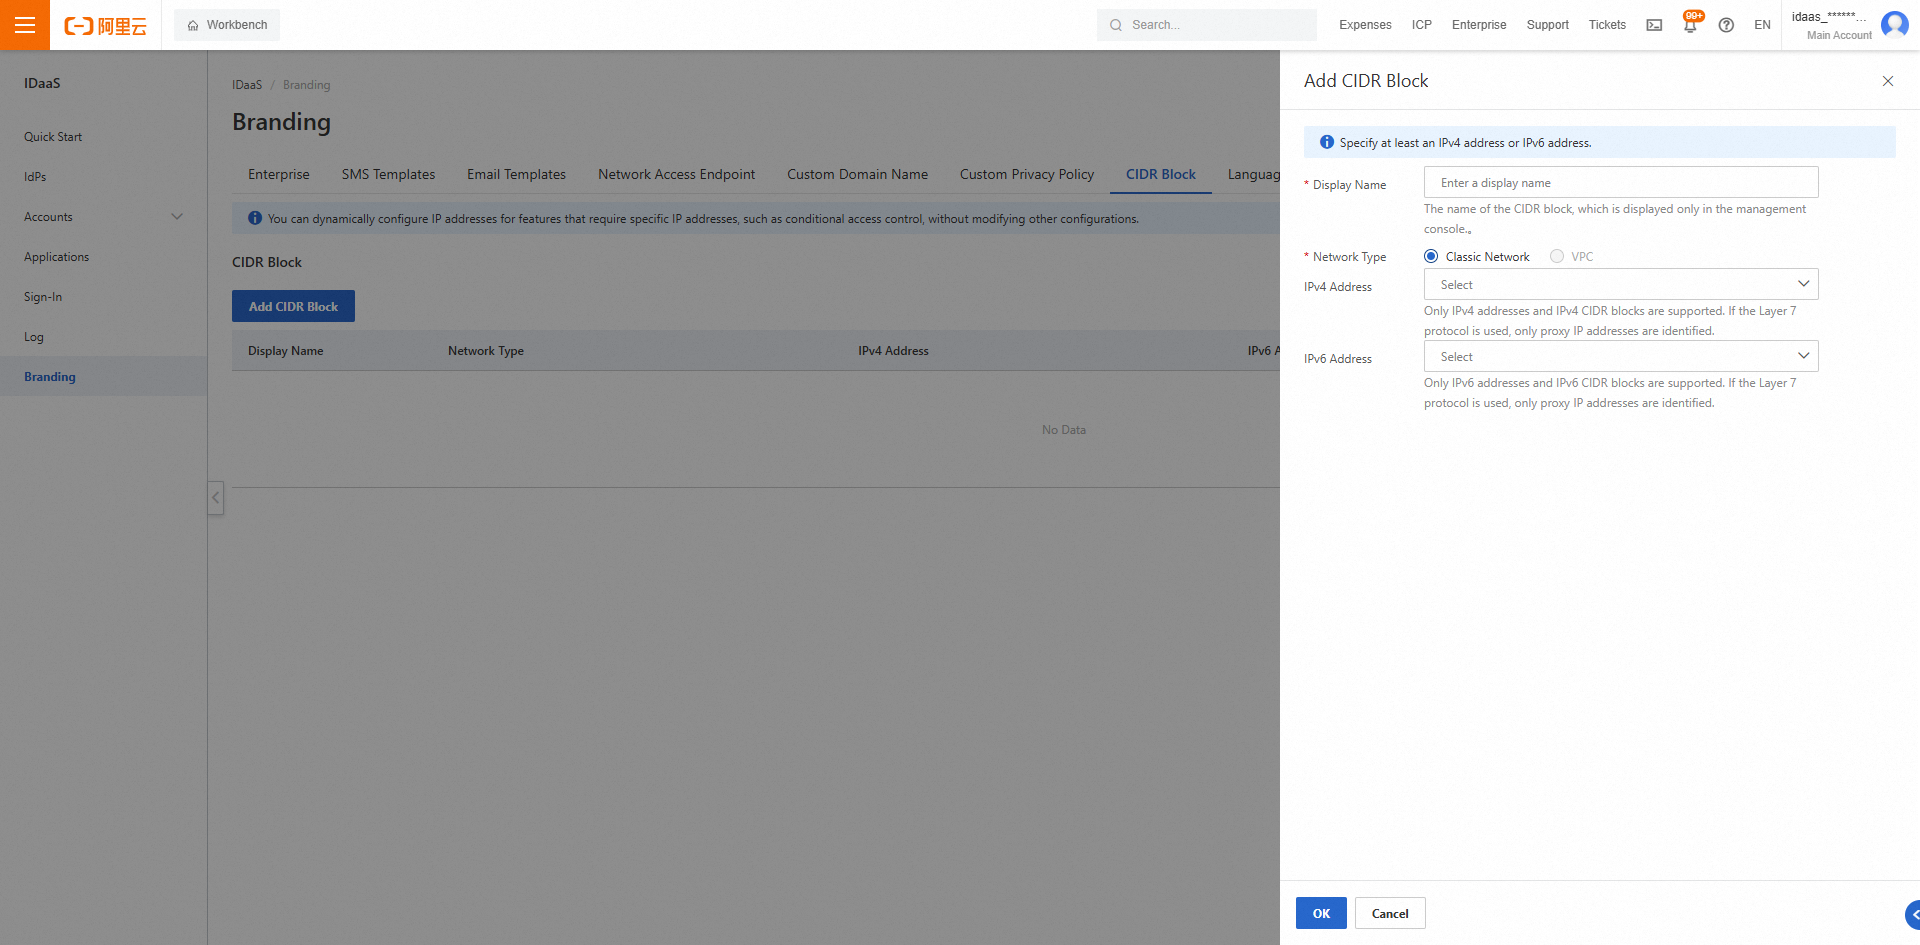 阿里云
Workbench
Search...
Expenses
ICP
Enterprise
Support
Tickets
99+
EN
idaas_******...
Main Account
IDaaS
Quick Start
IdPs
Accounts
Applications
Sign-In
Log
Branding
IDaaS / Branding
Branding
Enterprise
SMS Templates
Email Templates
Network Access Endpoint
Custom Domain Name
Custom Privacy Policy
CIDR Block
Languag
You can dynamically configure IP addresses for features that require specific IP addresses, such as conditional access control, without modifying other configurations.
CIDR Block
Add CIDR Block
Display Name
Network Type
IPv4 Address
IPv6 A
No Data
Add CIDR Block
Specify at least an IPv4 address or IPv6 address.
* Display Name
Enter a display name
The name of the CIDR block, which is displayed only in the management
console.。
* Network Type
Classic Network
VPC
IPv4 Address
Select
Only IPv4 addresses and IPv4 CIDR blocks are supported. If the Layer 7
protocol is used, only proxy IP addresses are identified.
IPv6 Address
Select
Only IPv6 addresses and IPv6 CIDR blocks are supported. If the Layer 7
protocol is used, only proxy IP addresses are identified.
OK
Cancel